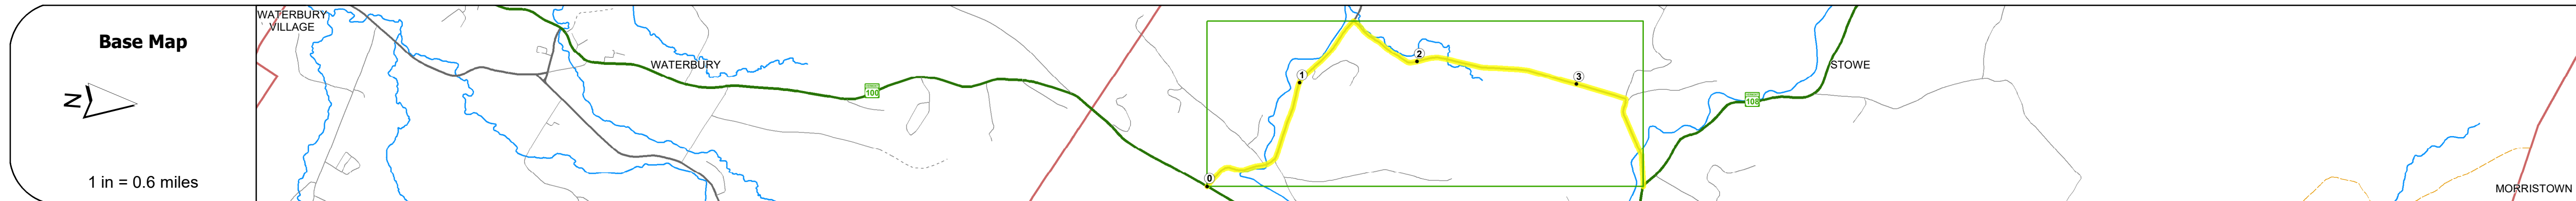 Base Map
N
1 in = 0.6 miles
WATERBURY
VILLAGE
WATERBURY
100
0
1
2
3
108
STOWE
MORRISTOWN